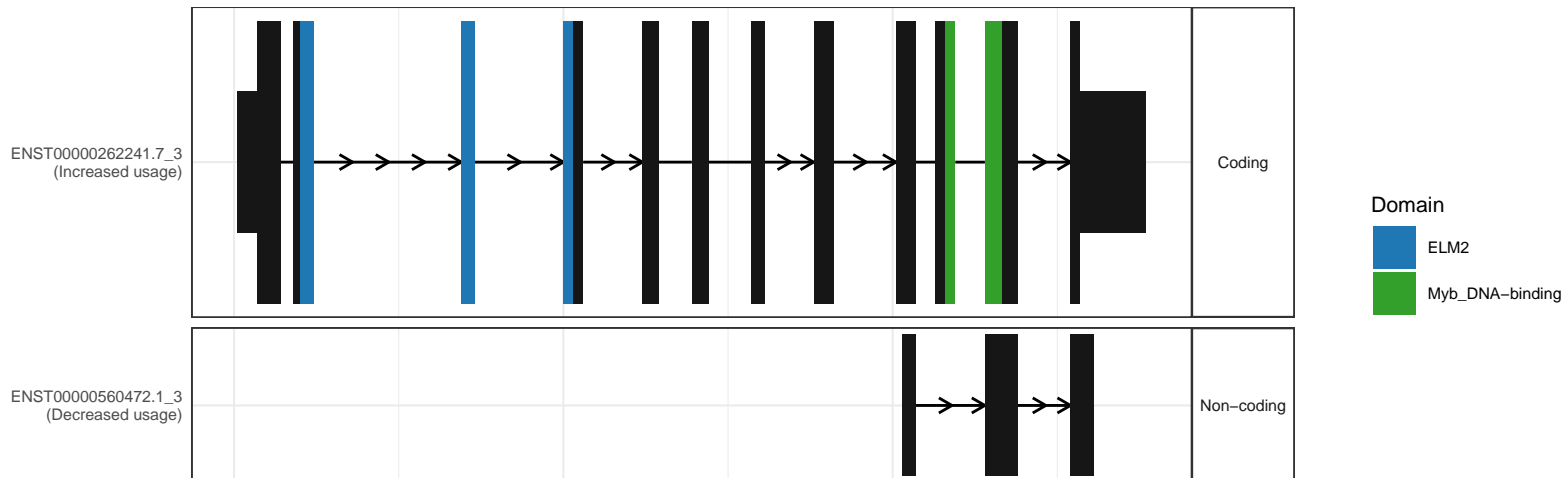 ENST00000262241.7_3
(Increased usage)
Coding
ENST00000560472.1_3
(Decreased usage)
Non−coding
Domain
ELM2
Myb_DNA−binding